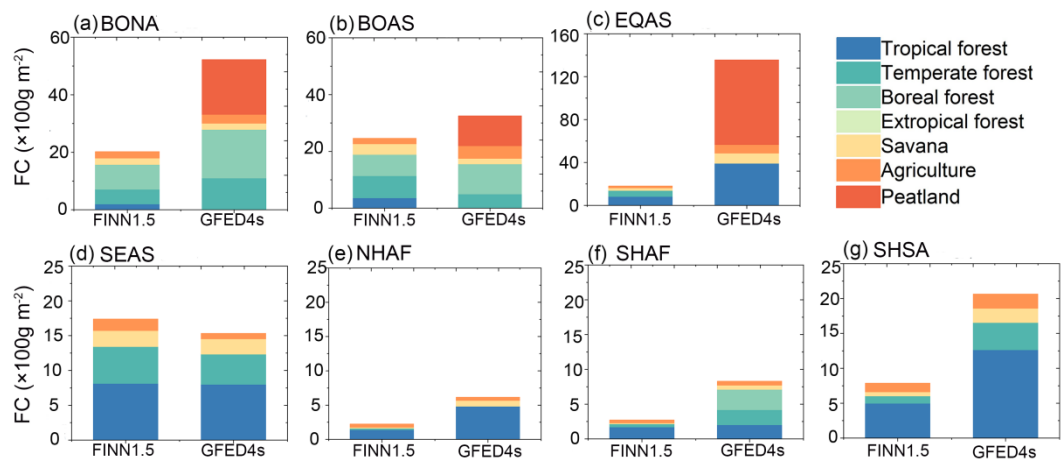 (a) BONA
(b) BOAS
(c) EQAS
FC (×100g m⁻²)
60
40
20
0
FINN1.5
GFED4s
60
40
20
0
FINN1.5
GFED4s
160
120
80
40
0
FINN1.5
GFED4s
Tropical forest
Temperate forest
Boreal forest
Extropical forest
Savana
Agriculture
Peatland
(d) SEAS
(e) NHAF
(f) SHAF
(g) SHSA
FC (×100g m⁻²)
25
20
15
10
5
0
FINN1.5
GFED4s
25
20
15
10
5
0
FINN1.5
GFED4s
25
20
15
10
5
0
FINN1.5
GFED4s
25
20
15
10
5
0
FINN1.5
GFED4s